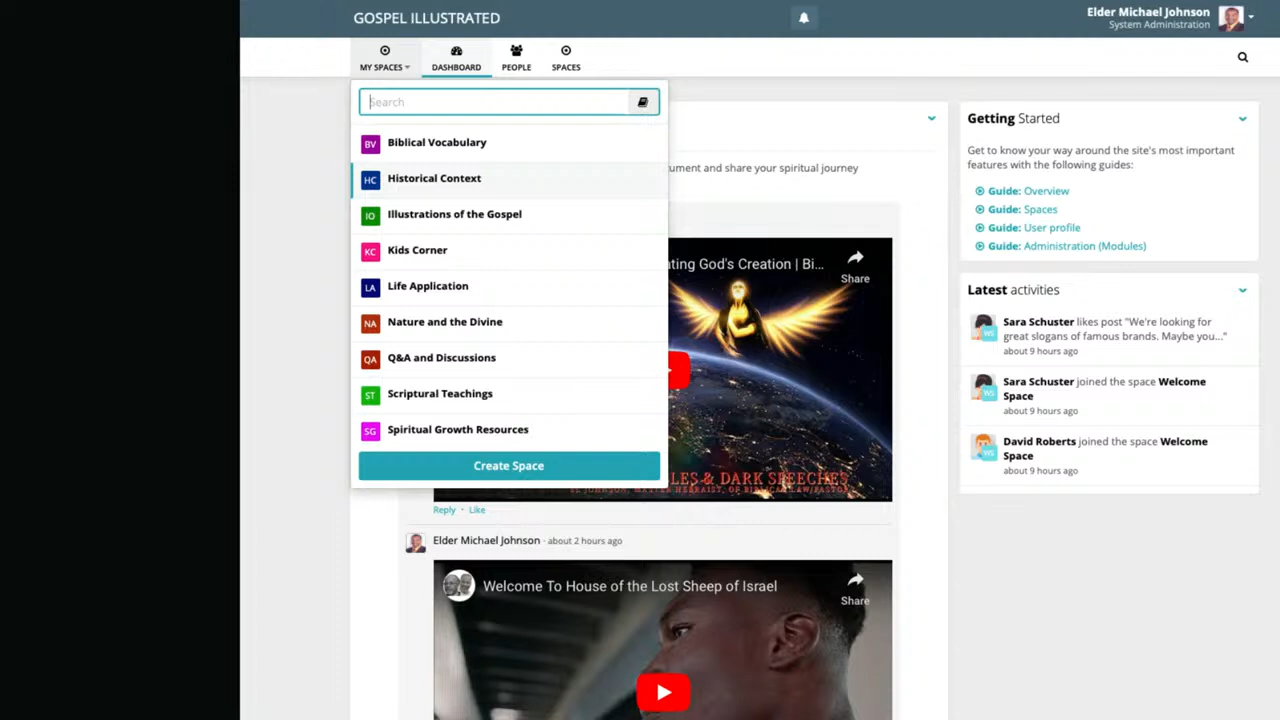 GOSPEL ILLUSTRATED
Elder Michael Johnson
System Administration
MY SPACES
DASHBOARD
PEOPLE
SPACES
Search
BV Biblical Vocabulary
HC Historical Context
IO Illustrations of the Gospel
KC Kids Corner
LA Life Application
NA Nature and the Divine
QA Q&A and Discussions
ST Scriptural Teachings
SG Spiritual Growth Resources
Create Space
ument and share your spiritual journey
ting God's Creation | Bi...
Share
LES & DARK SPEECHES
Reply · Like
Elder Michael Johnson · about 2 hours ago
Welcome To House of the Lost Sheep of Israel
Share
Getting Started
Get to know your way around the site's most important
features with the following guides:
Guide: Overview
Guide: Spaces
Guide: User profile
Guide: Administration (Modules)
Latest activities
WS
Sara Schuster likes post "We're looking for
great slogans of famous brands. Maybe you..."
about 9 hours ago
WS
Sara Schuster joined the space Welcome
Space
about 9 hours ago
WS
David Roberts joined the space Welcome
Space
about 9 hours ago